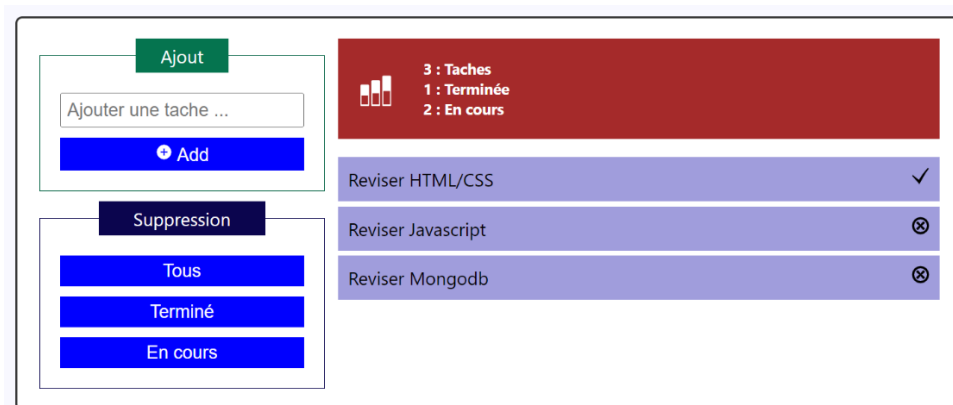 Ajout
Ajouter une tache ...
Add
Suppression
Tous
Terminé
En cours
3 : Taches
1 : Terminée
2 : En cours
Reviser HTML/CSS
Reviser Javascript
Reviser Mongodb